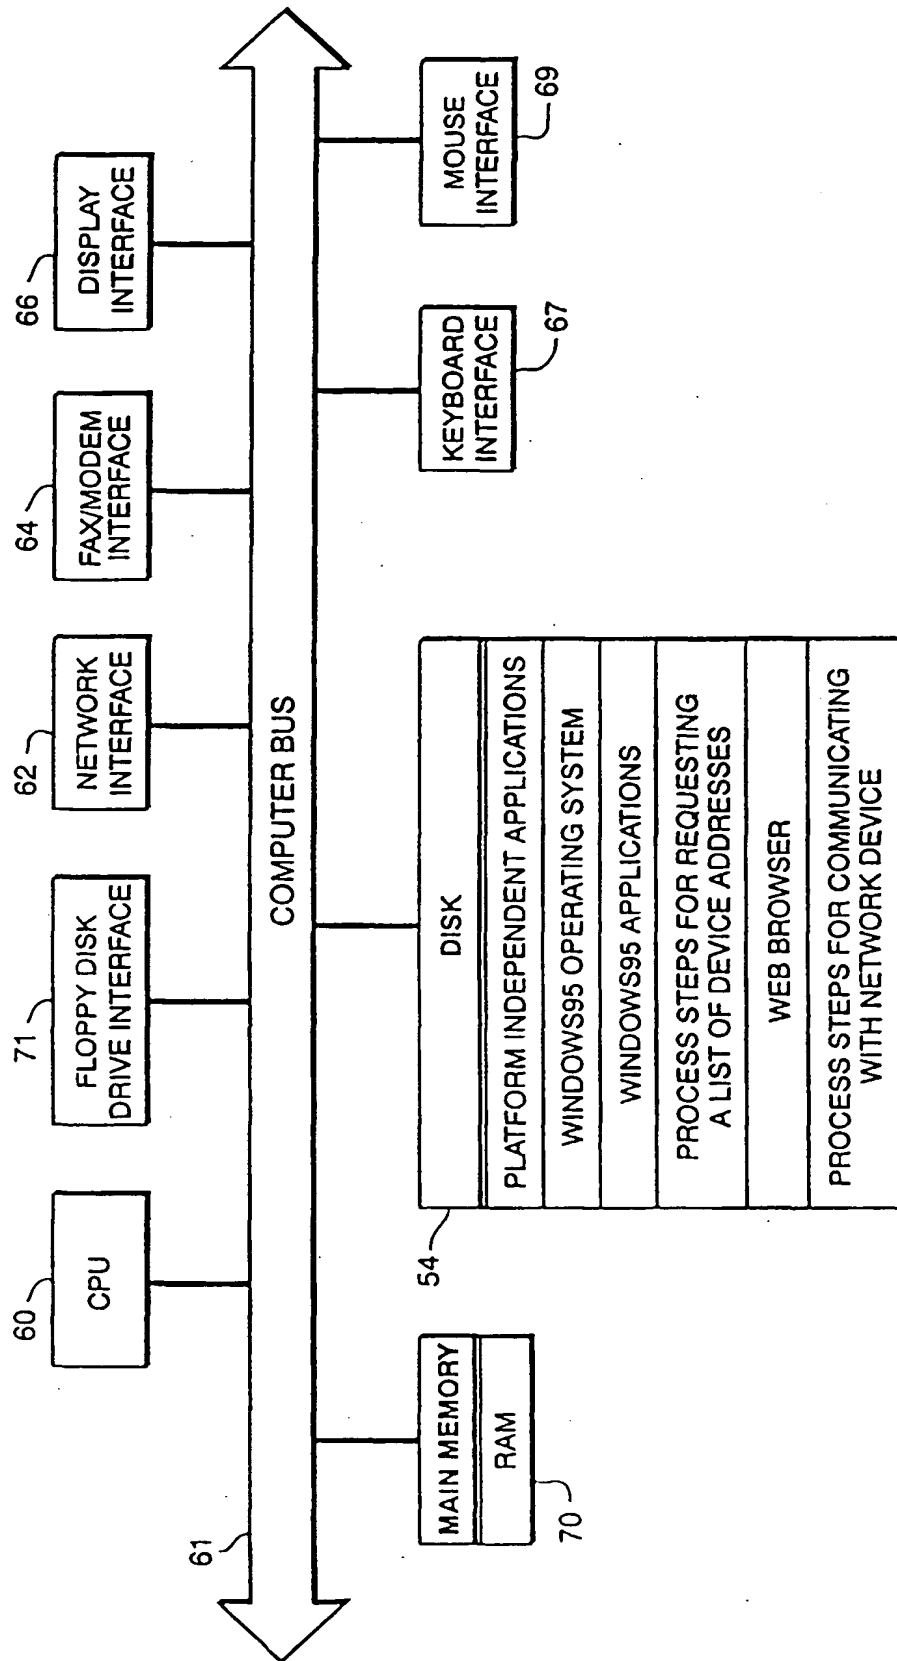 60
CPU
71
FLOPPY DISK
DRIVE INTERFACE
62
NETWORK
INTERFACE
64
FAX/MODEM
INTERFACE
66
DISPLAY
INTERFACE
61
COMPUTER BUS
MAIN MEMORY
RAM
70
54
DISK
PLATFORM INDEPENDENT APPLICATIONS
WINDOWS95 OPERATING SYSTEM
WINDOWS95 APPLICATIONS
PROCESS STEPS FOR REQUESTING
A LIST OF DEVICE ADDRESSES
WEB BROWSER
PROCESS STEPS FOR COMMUNICATING
WITH NETWORK DEVICE
KEYBOARD
INTERFACE
67
MOUSE
INTERFACE
69